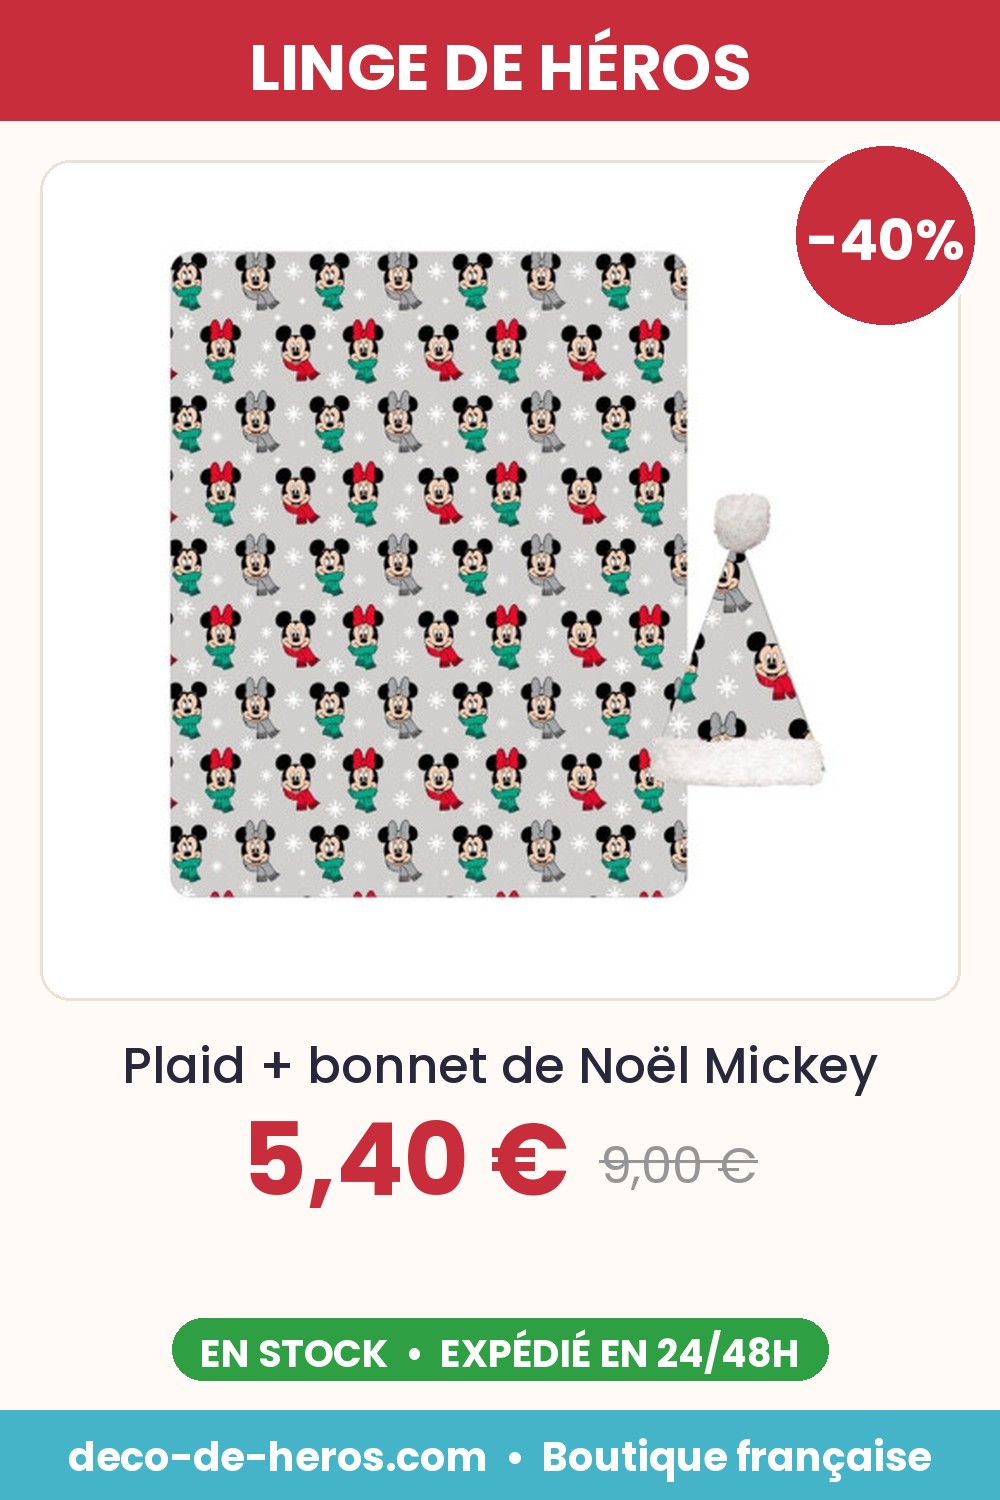 LINGE DE HÉROS
-40%
Plaid + bonnet de Noël Mickey
5,40 € 9,00 €
EN STOCK • EXPÉDIÉ EN 24/48H
deco-de-heros.com • Boutique française